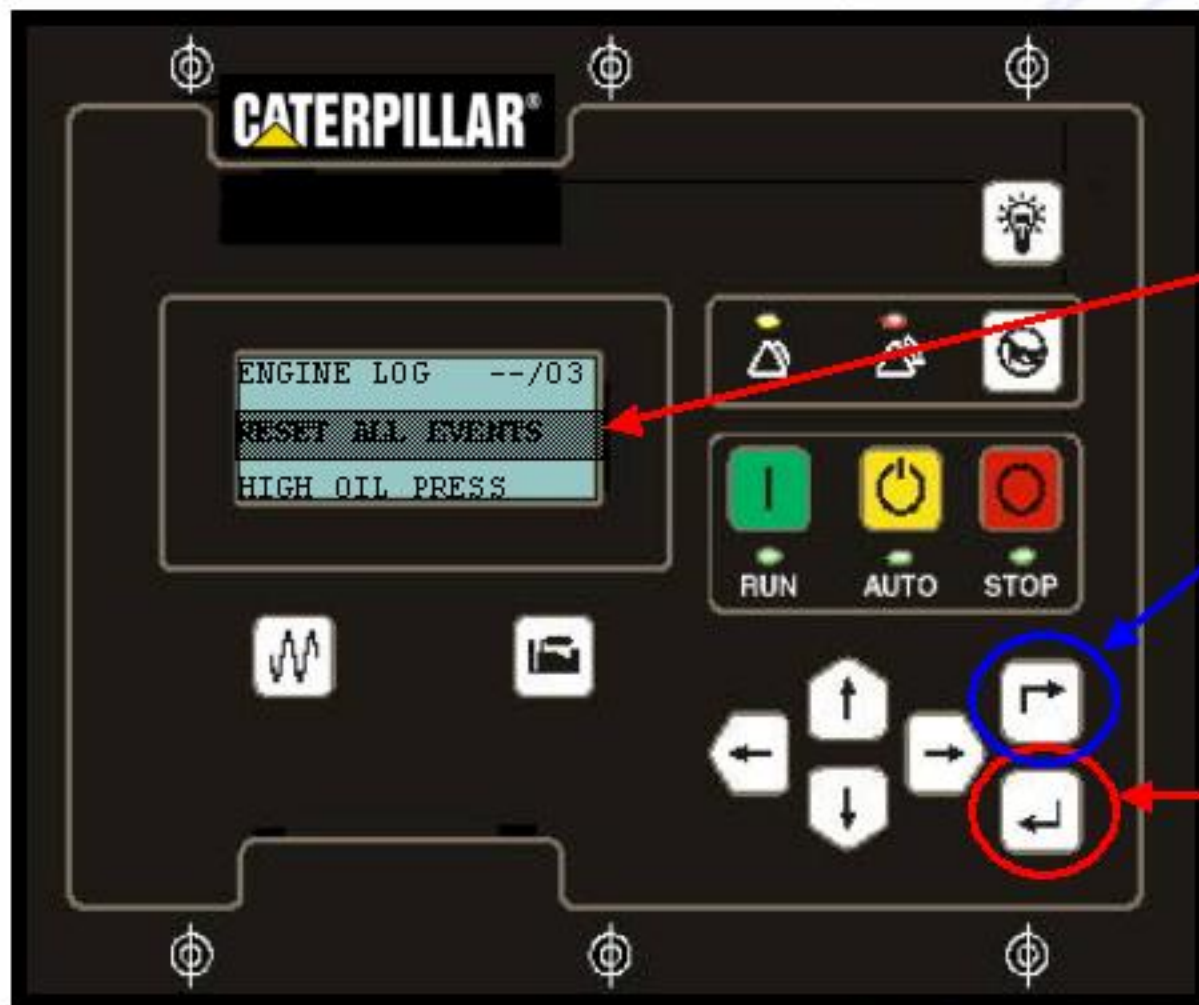 CATERPILLAR®
ENGINE LOG --/03
RESET ALL EVENTS
HIGH OIL PRESS
RUN AUTO STOP